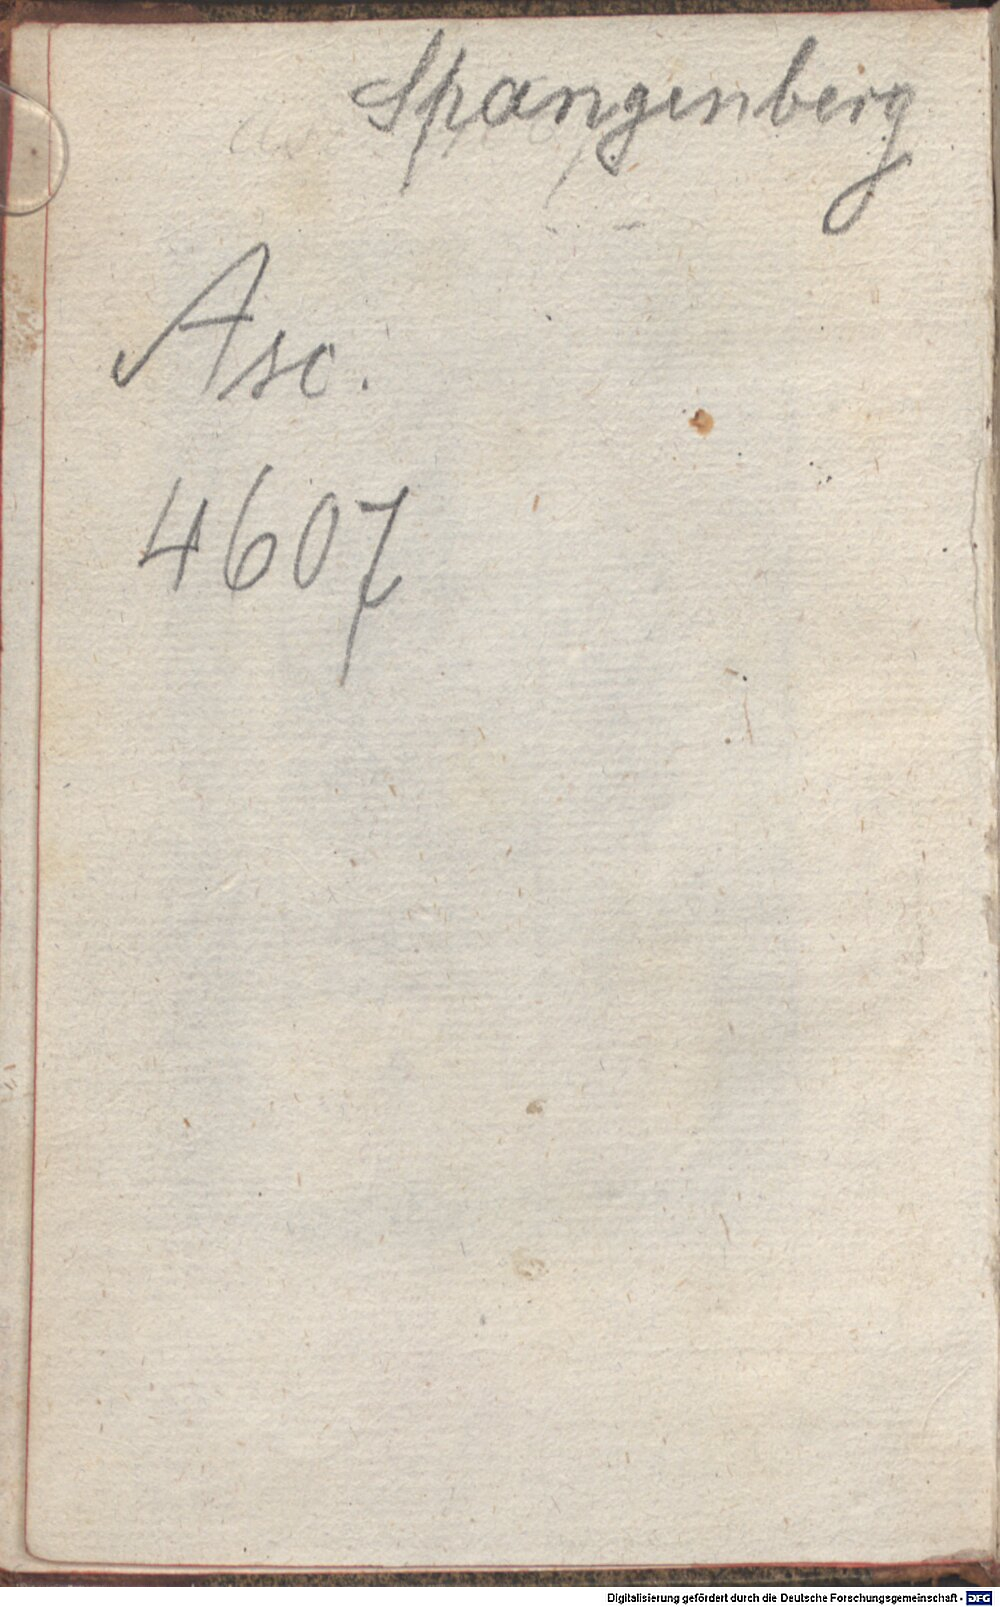 Spangenberg
Asc.
4607
Digitalisierung gefördert durch die Deutsche Forschungsgemeinschaft - DFG